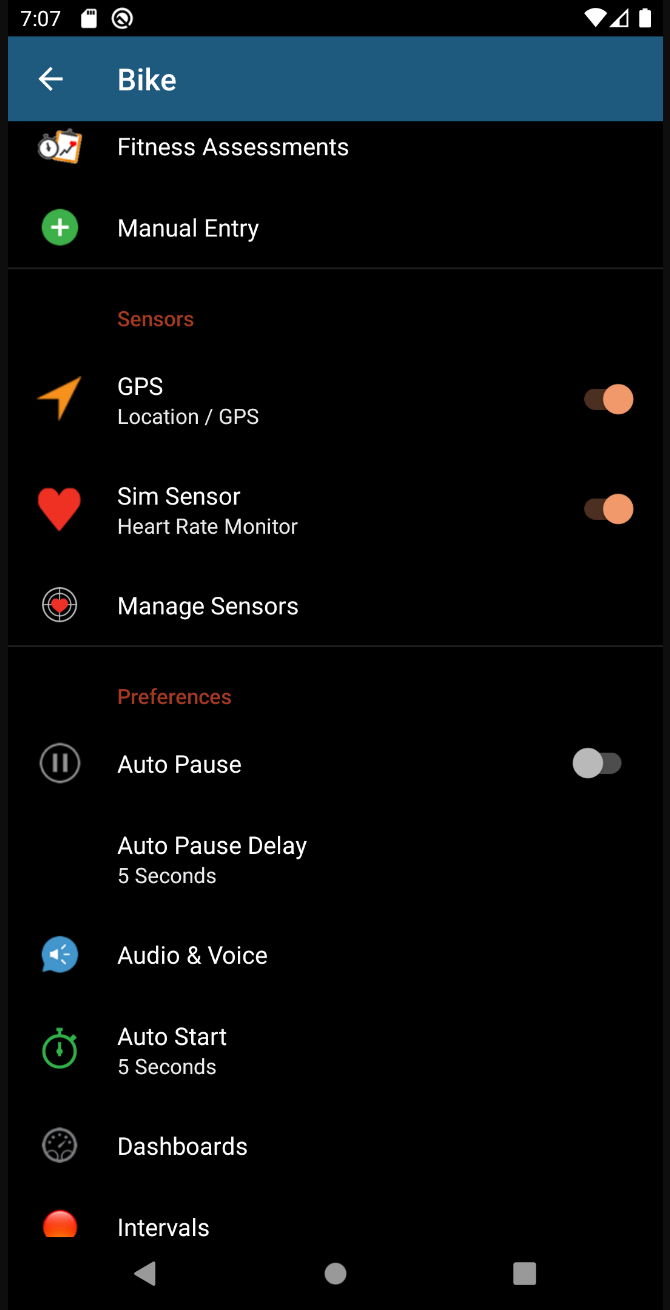 7:07
Bike
Fitness Assessments
Manual Entry
Sensors
GPS
Location / GPS
Sim Sensor
Heart Rate Monitor
Manage Sensors
Preferences
Auto Pause
Auto Pause Delay
5 Seconds
Audio & Voice
Auto Start
5 Seconds
Dashboards
Intervals